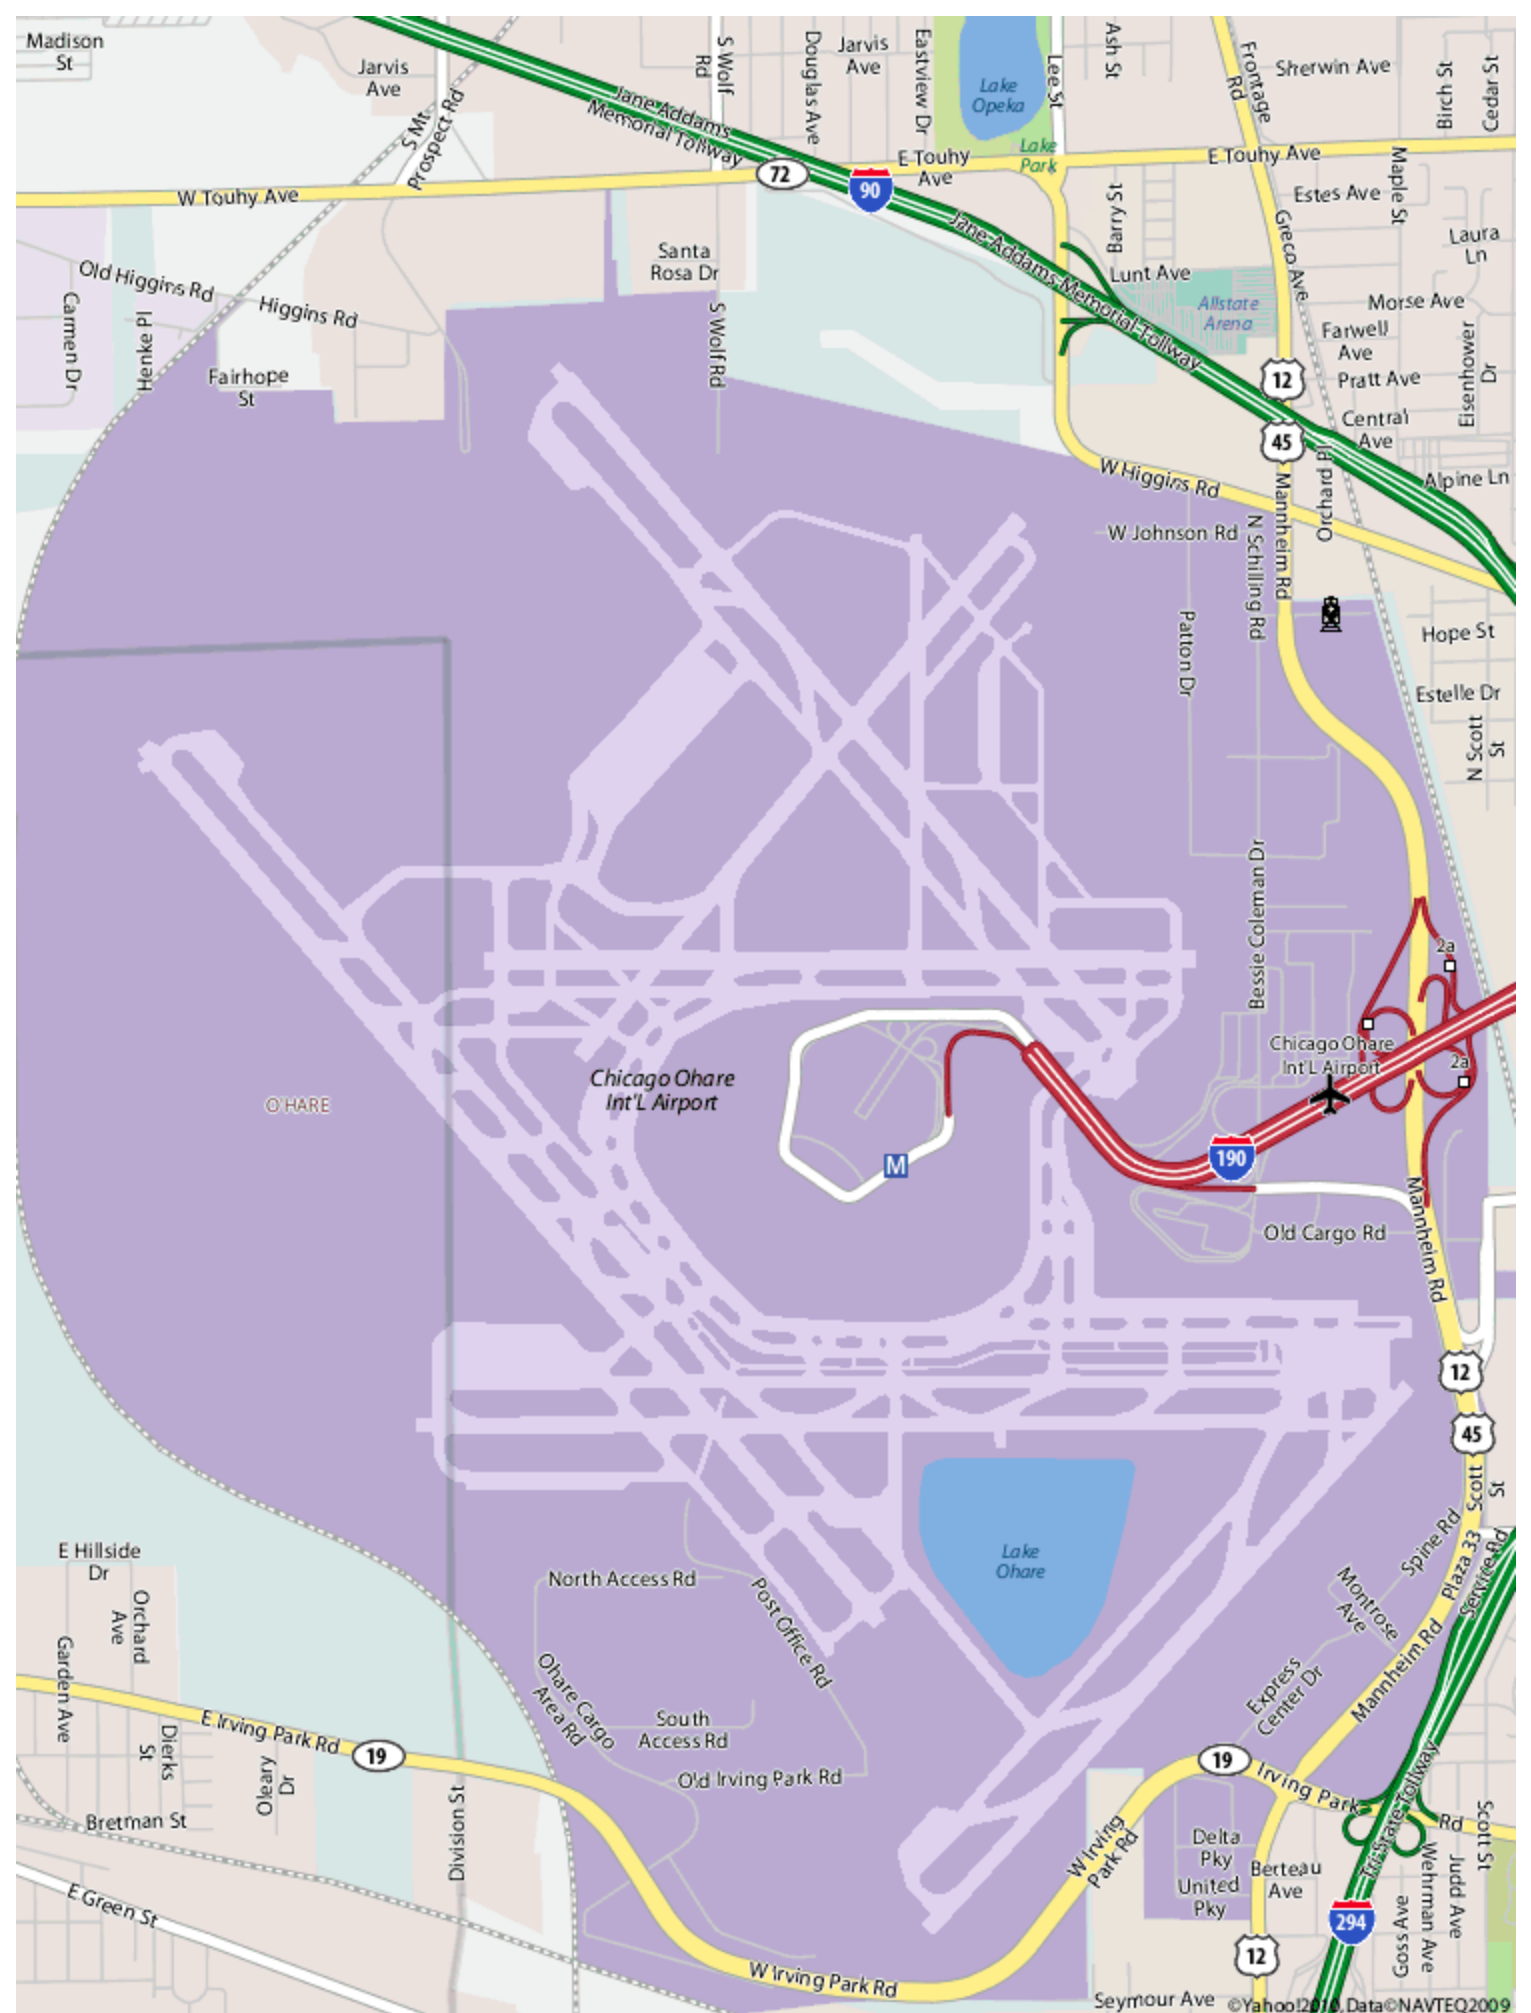 Madison
St
Jarvis
Ave
S Mt
Prospect Rd
S Wolf
Rd
Douglas Ave
Jarvis
Ave
Eastview Dr
Lake
Opeka
Lee St
Ash St
Frontage
Rd
Sherwin Ave
Birch St
Cedar St
Jane Addams
Memorial Tollway
W Touhy Ave
72
90
E Touhy
Ave
Lake
Park
E Touhy Ave
Maple St
Estes Ave
Barry St
Greco Ave
Laura
Ln
Jane Addams Memorial Tollway
Santa
Rosa Dr
Old Higgins Rd
Higgins Rd
Carmen Dr
Henkel Pl
S Wolf Rd
Lunt Ave
Allstate
Arena
Morse Ave
Farwell
Ave
Eisenhower
Dr
Fairhope
St
12
Pratt Ave
Central
Ave
45
Orchard Pl
Alpine Ln
W Higgins Rd
W Johnson Rd
N Schilling Rd
Mannheim Rd
Patton Dr
Hope St
Estelle Dr
N Scott
St
Bessie Coleman Dr
2a
Chicago Ohare
Int'L Airport
2a
Chicago Ohare
Int'L Airport
O'HARE
M
190
Mannheim Rd
Old Cargo Rd
12
45
Scott
St
Lake
Ohare
E Hillside
Dr
Orchard
Ave
Garden Ave
North Access Rd
Post Office Rd
Spine Rd
Plaza 33
Service Rd
Montrose
Ave
Mannheim Rd
Express
Center Dr
Ohare Cargo
Area Rd
South
Access Rd
Old Irving Park Rd
E Irving Park Rd
19
Dierks
St
Oleary
Dr
Bretman St
Division St
E Green St
19
Irving Park
Rd
Tri-State Tollway
Scott St
W Irving
Park Rd
Delta
Pky
United
Pky
Berteau
Ave
294
Goss Ave
Wehrman Ave
Judd Ave
12
W Irving Park Rd
Seymour Ave
©Yahoo!2010, Data©NAVTEQ2009